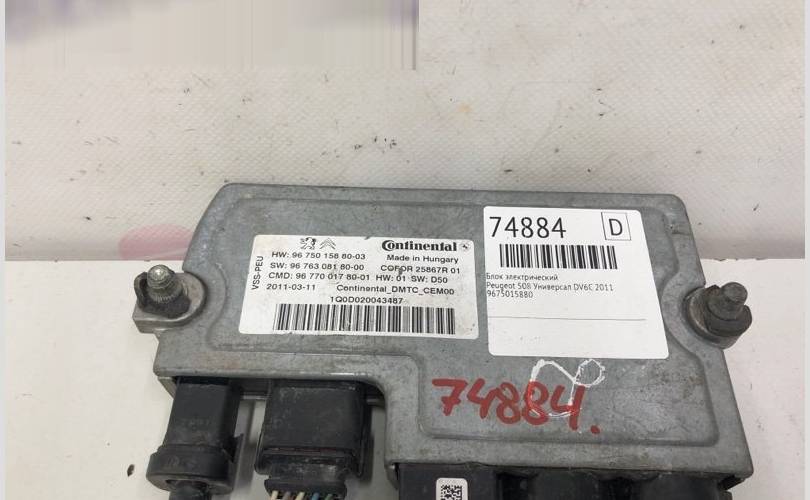 VSS-PEU
Continental
HW: 96 750 158 80-03 Made in Hungary
SW: 96 763 081 80-00 COFOR 25867R 01
CMD: 96 770 017 80-01 HW: 01 SW: D50
2011-03-11 Continental_DMTC_CEM00
1Q0D020043487
74884 D
Блок электрический
Peugeot 508 Универсал DV6C 2011
9675015880
74884.